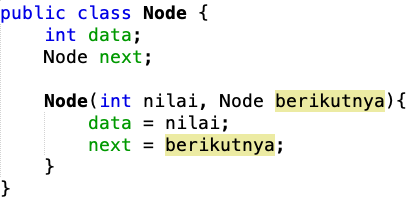 public class Node {
    int data;
    Node next;

    Node(int nilai, Node berikutnya){
        data = nilai;
        next = berikutnya;
    }
}